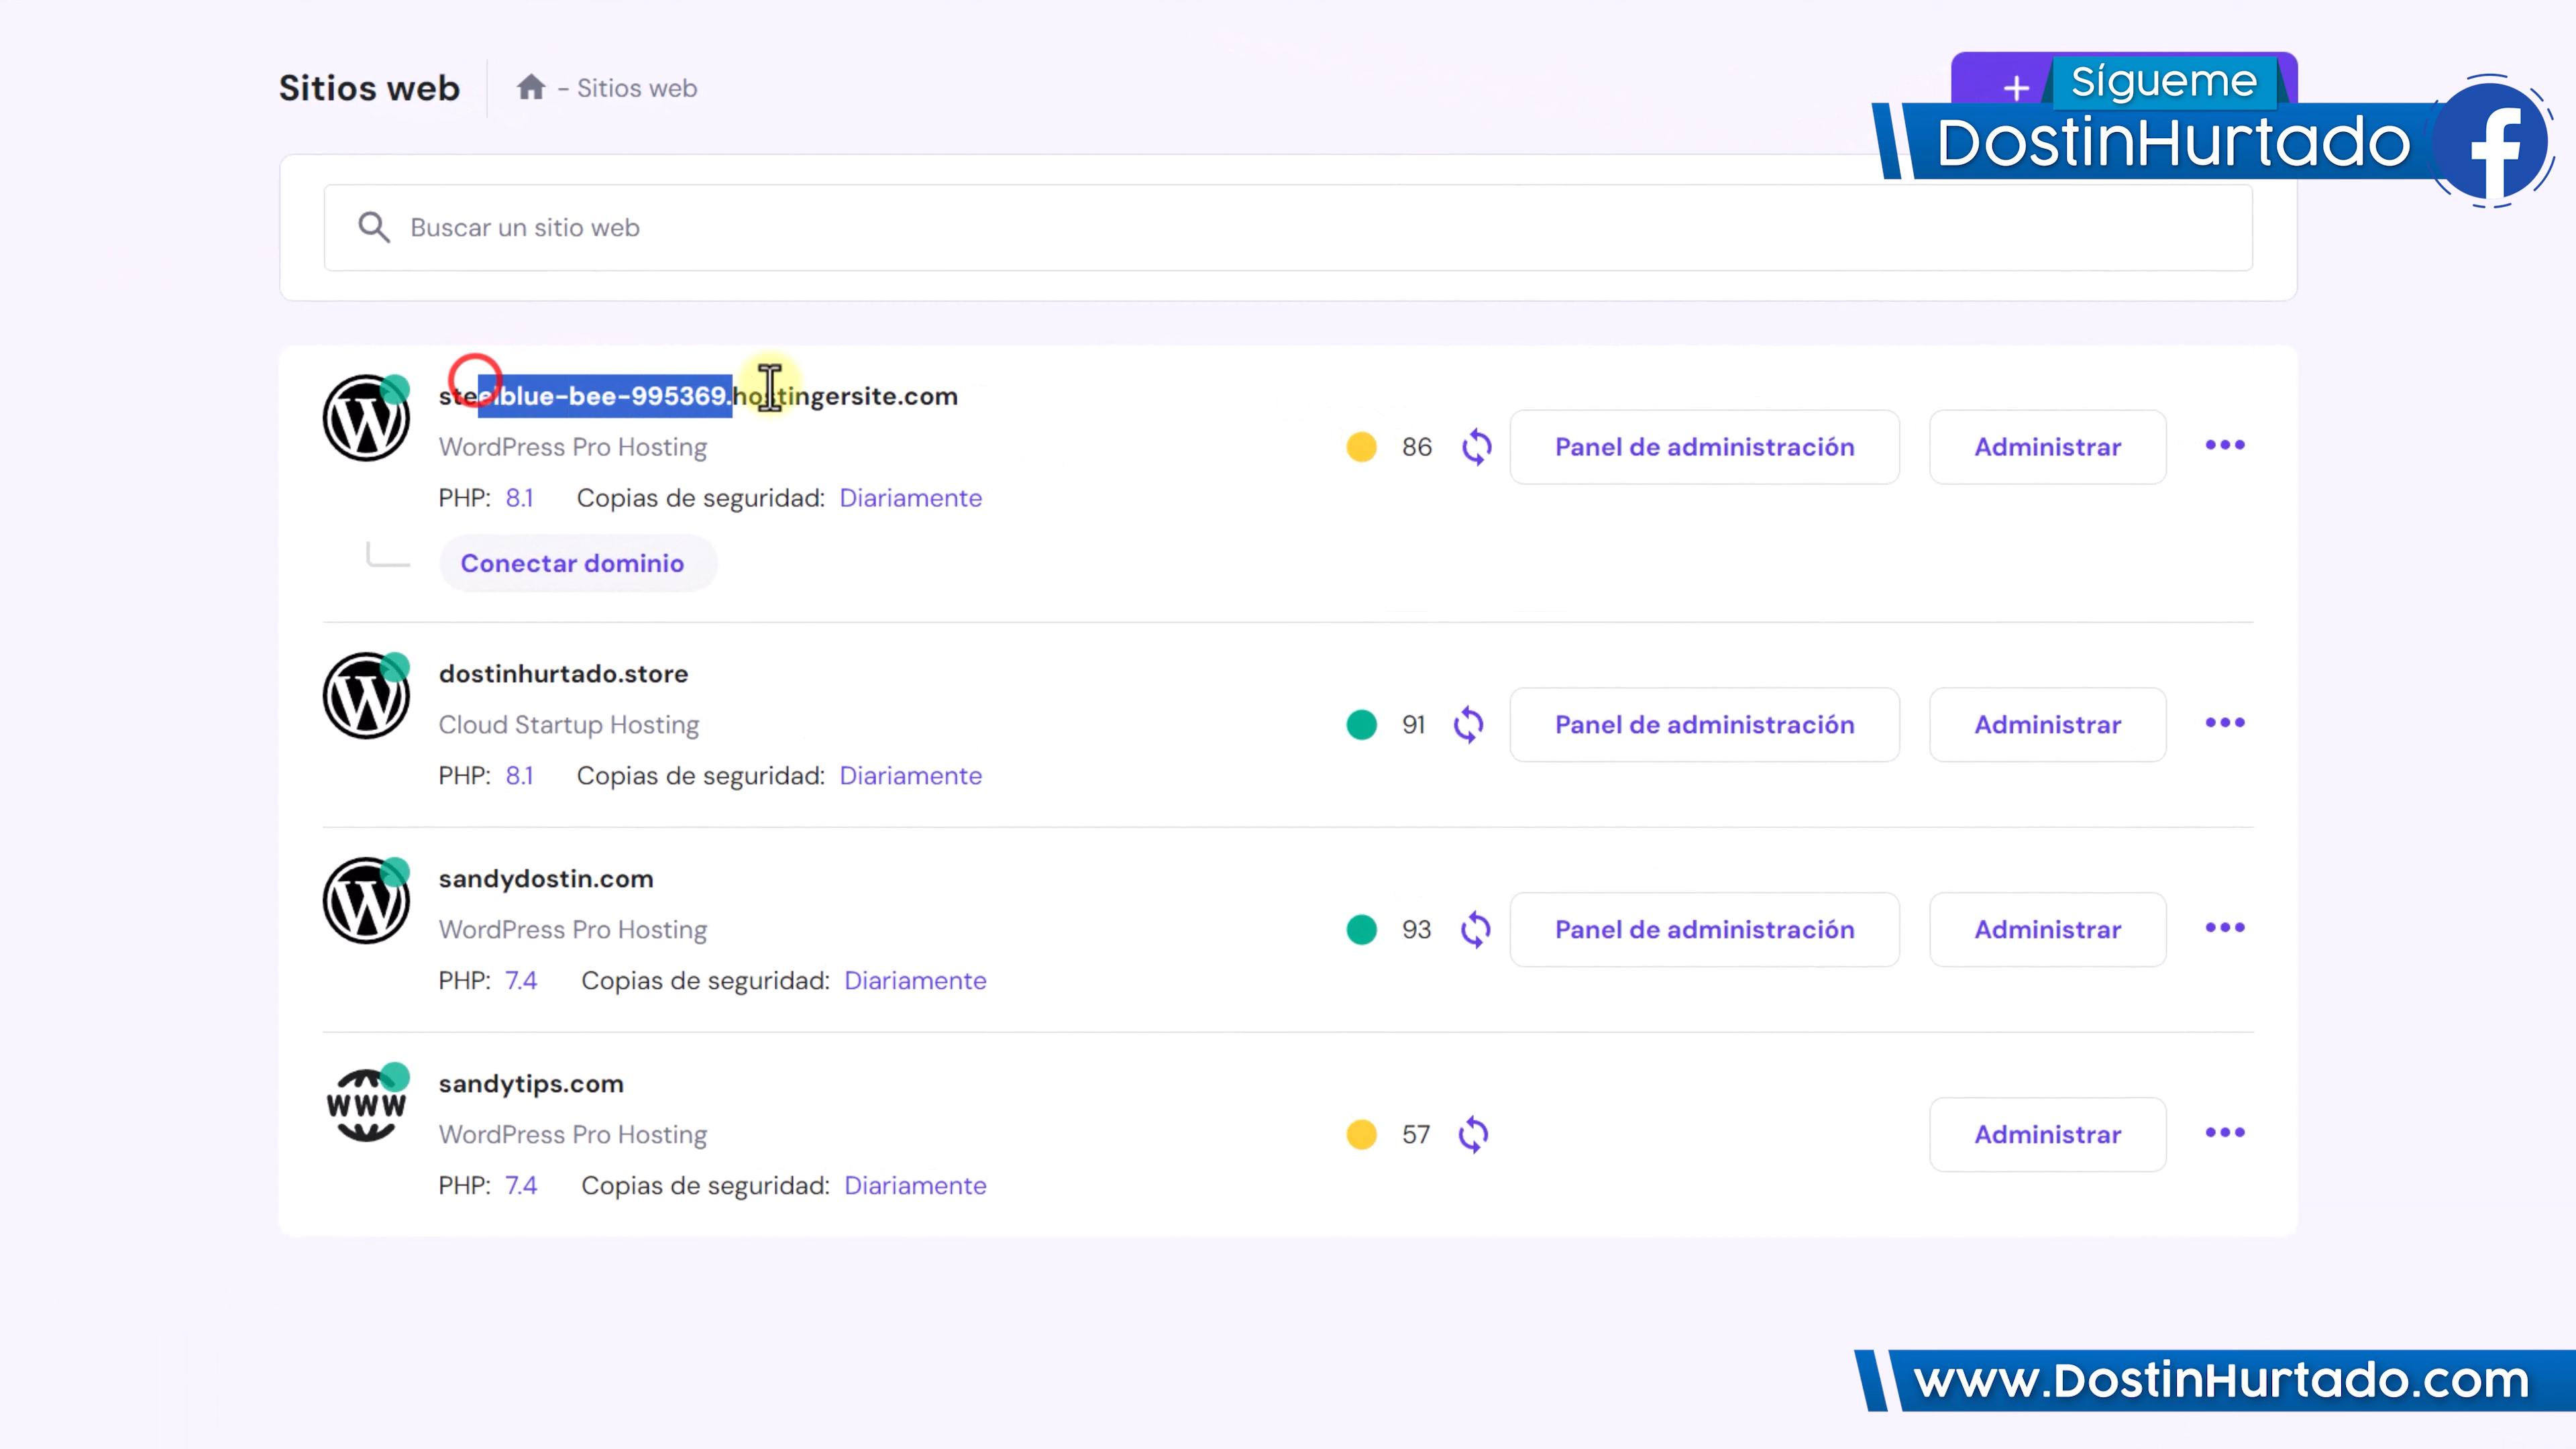 Sitios web
- Sitios web
+
Sígueme
DostinHurtado
Buscar un sitio web
steelblue-bee-995369.hostingersite.com
WordPress Pro Hosting
86
Panel de administración
Administrar
PHP: 8.1 Copias de seguridad: Diariamente
Conectar dominio
dostinhurtado.store
Cloud Startup Hosting
91
Panel de administración
Administrar
PHP: 8.1 Copias de seguridad: Diariamente
sandydostin.com
WordPress Pro Hosting
93
Panel de administración
Administrar
PHP: 7.4 Copias de seguridad: Diariamente
WWW
sandytips.com
WordPress Pro Hosting
57
Administrar
PHP: 7.4 Copias de seguridad: Diariamente
www.DostinHurtado.com